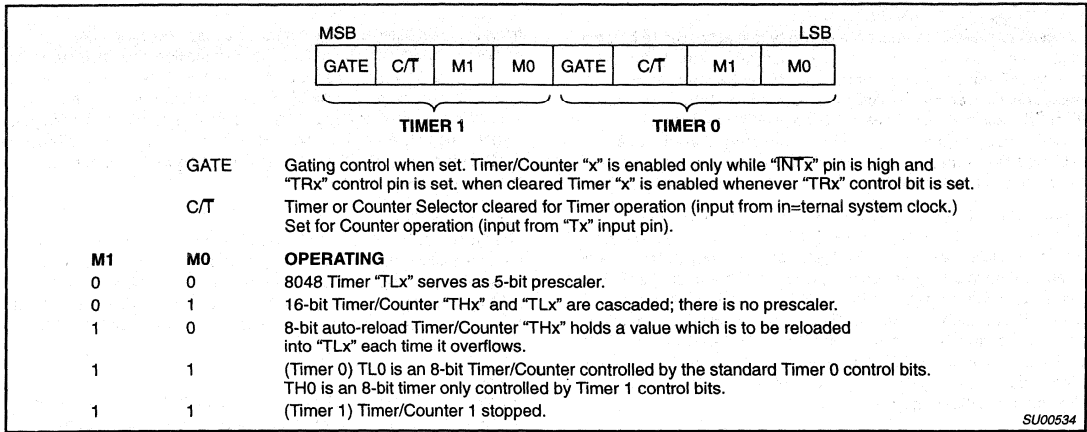 MSB LSB
GATE C/T̅ M1 M0 GATE C/T̅ M1 M0
TIMER 1 TIMER 0
GATE Gating control when set. Timer/Counter “x” is enabled only while “I̅N̅T̅x̅” pin is high and
“TRx” control pin is set. when cleared Timer “x” is enabled whenever “TRx” control bit is set.
C/T̅ Timer or Counter Selector cleared for Timer operation (input from in=ternal system clock.)
Set for Counter operation (input from “Tx” input pin).
M1 M0 OPERATING
0 0 8048 Timer “TLx” serves as 5-bit prescaler.
0 1 16-bit Timer/Counter “THx” and “TLx” are cascaded; there is no prescaler.
1 0 8-bit auto-reload Timer/Counter “THx” holds a value which is to be reloaded
into “TLx” each time it overflows.
1 1 (Timer 0) TL0 is an 8-bit Timer/Counter controlled by the standard Timer 0 control bits.
TH0 is an 8-bit timer only controlled by Timer 1 control bits.
1 1 (Timer 1) Timer/Counter 1 stopped.
SU00534